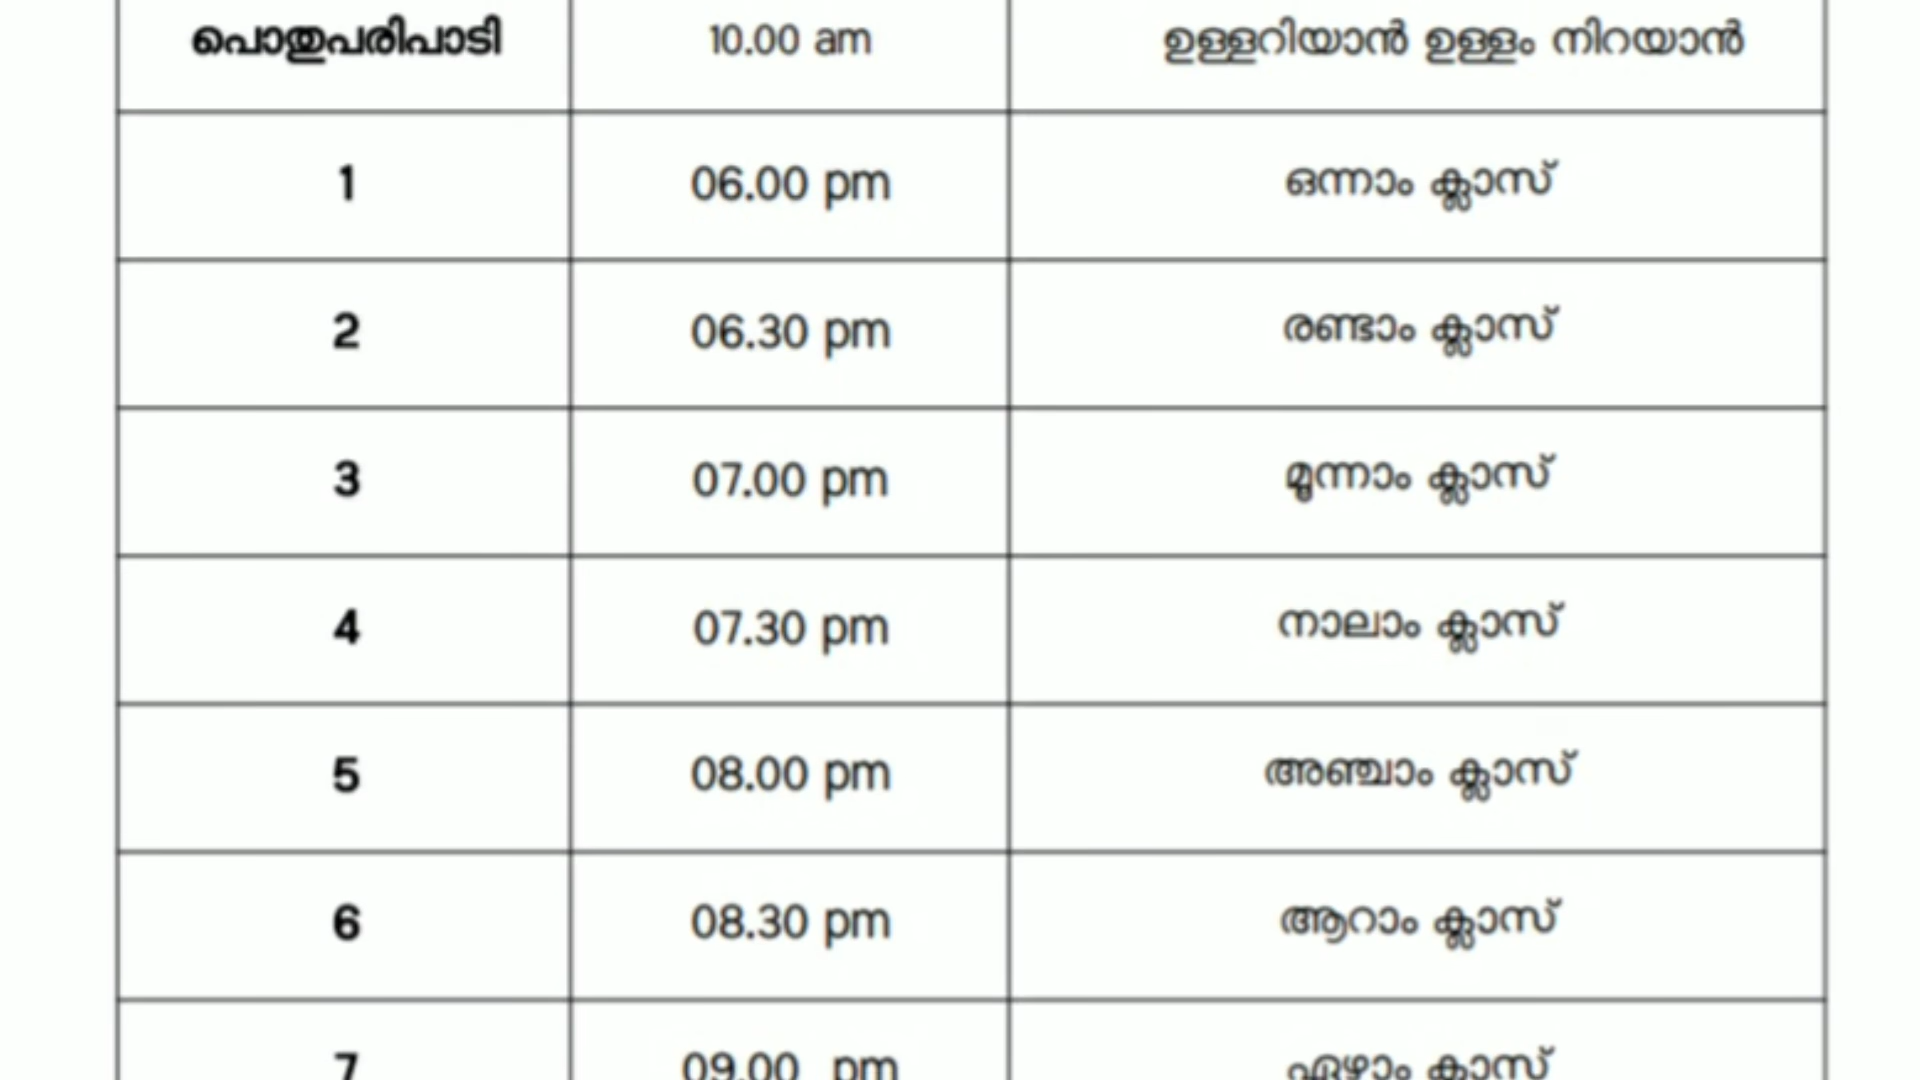 പൊതുപരിപാടി 10.00 am ഉള്ളറിയാൻ ഉള്ളം നിറയാൻ
1 06.00 pm ഒന്നാം ക്ലാസ്
2 06.30 pm രണ്ടാം ക്ലാസ്
3 07.00 pm മൂന്നാം ക്ലാസ്
4 07.30 pm നാലാം ക്ലാസ്
5 08.00 pm അഞ്ചാം ക്ലാസ്
6 08.30 pm ആറാം ക്ലാസ്
7 09.00 pm ഏഴാം ക്ലാസ്